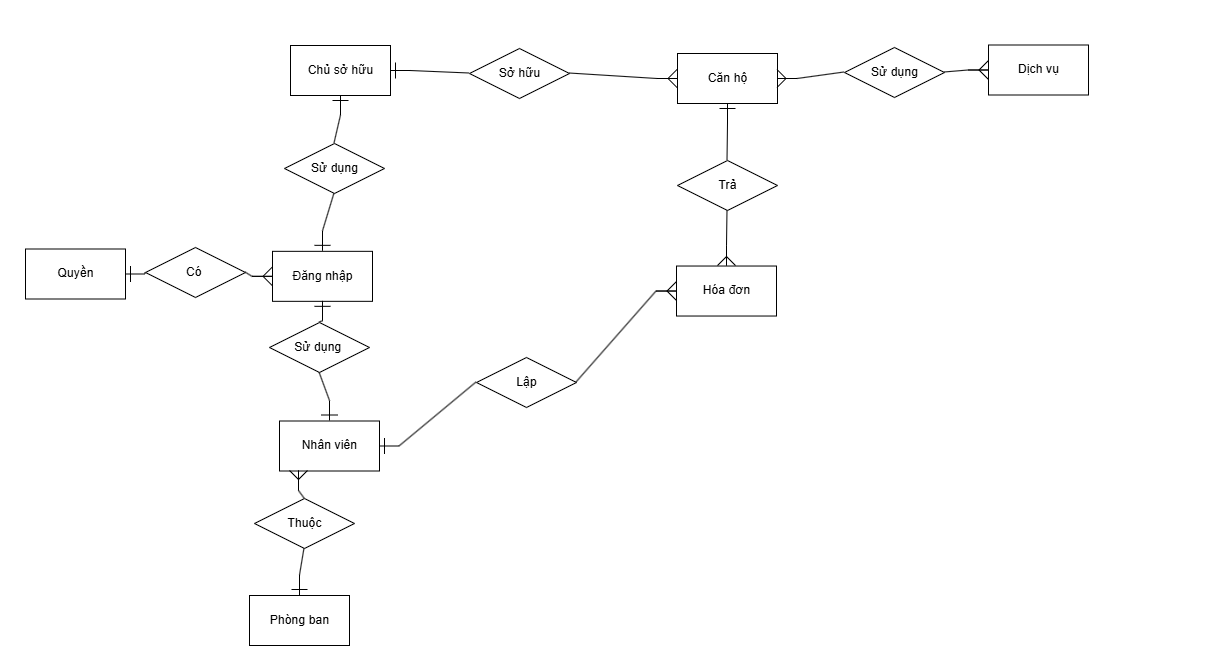 Chủ sở hữu
Sở hữu
Căn hộ
Sử dụng
Dịch vụ
Sử dụng
Trả
Quyền
Có
Đăng nhập
Hóa đơn
Sử dụng
Lập
Nhân viên
Thuộc
Phòng ban